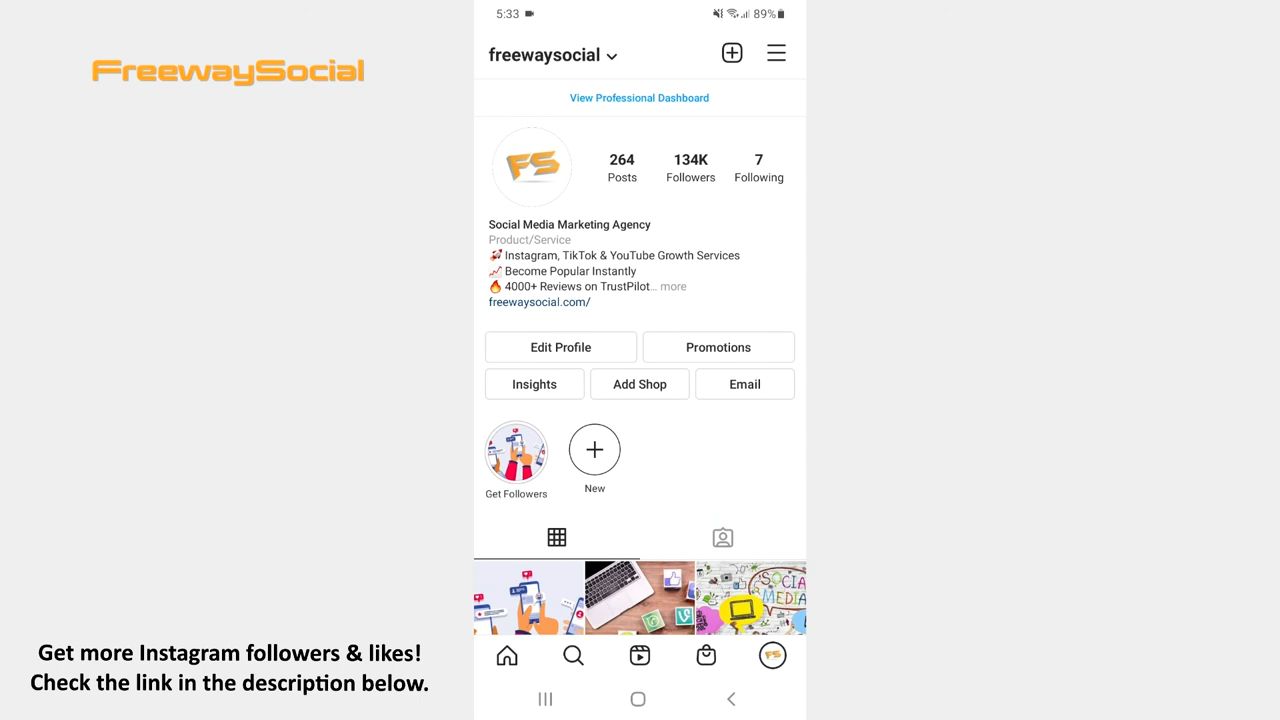 FreewaySocial
5:33
89%
freewaysocial
View Professional Dashboard
FS
264
134K
7
Posts
Followers
Following
Social Media Marketing Agency
Product/Service
🚀 Instagram, TikTok & YouTube Growth Services
📈 Become Popular Instantly
🔥 4000+ Reviews on TrustPilot... more
freewaysocial.com/
Edit Profile
Promotions
Insights
Add Shop
Email
Get Followers
New
SOCIAL
MEDIA
FS
Get more Instagram followers & likes!
Check the link in the description below.